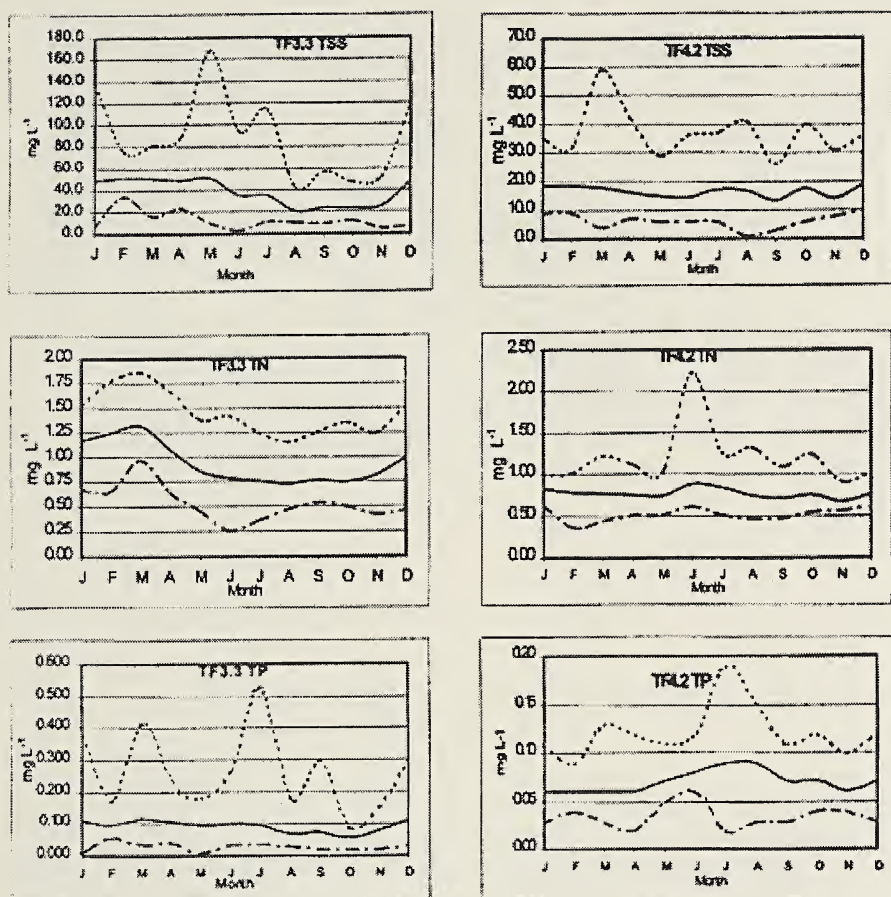 TF3.3 TSS
180.0
160.0
140.0
120.0
100.0
80.0
60.0
40.0
20.0
0.0
mg L-1
J F M A M J J A S O N D
Month
TF4.2 TSS
70.0
60.0
50.0
40.0
30.0
20.0
10.0
0.0
mg L-1
J F M A M J J A S O N D
Month
TF3.3 TN
2.00
1.75
1.50
1.25
1.00
0.75
0.50
0.25
0.00
mg L-1
J F M A M J J A S O N D
Month
TF4.2 TN
2.50
2.00
1.50
1.00
0.50
0.00
mg L-1
J F M A M J J A S O N D
Month
TF3.3 TP
0.600
0.500
0.400
0.300
0.200
0.100
0.000
mg L-1
J F M A M J J A S O N D
Month
TF4.2 TP
0.20
0.15
0.10
0.05
0.00
mg L-1
J F M A M J J A S O N D
Month